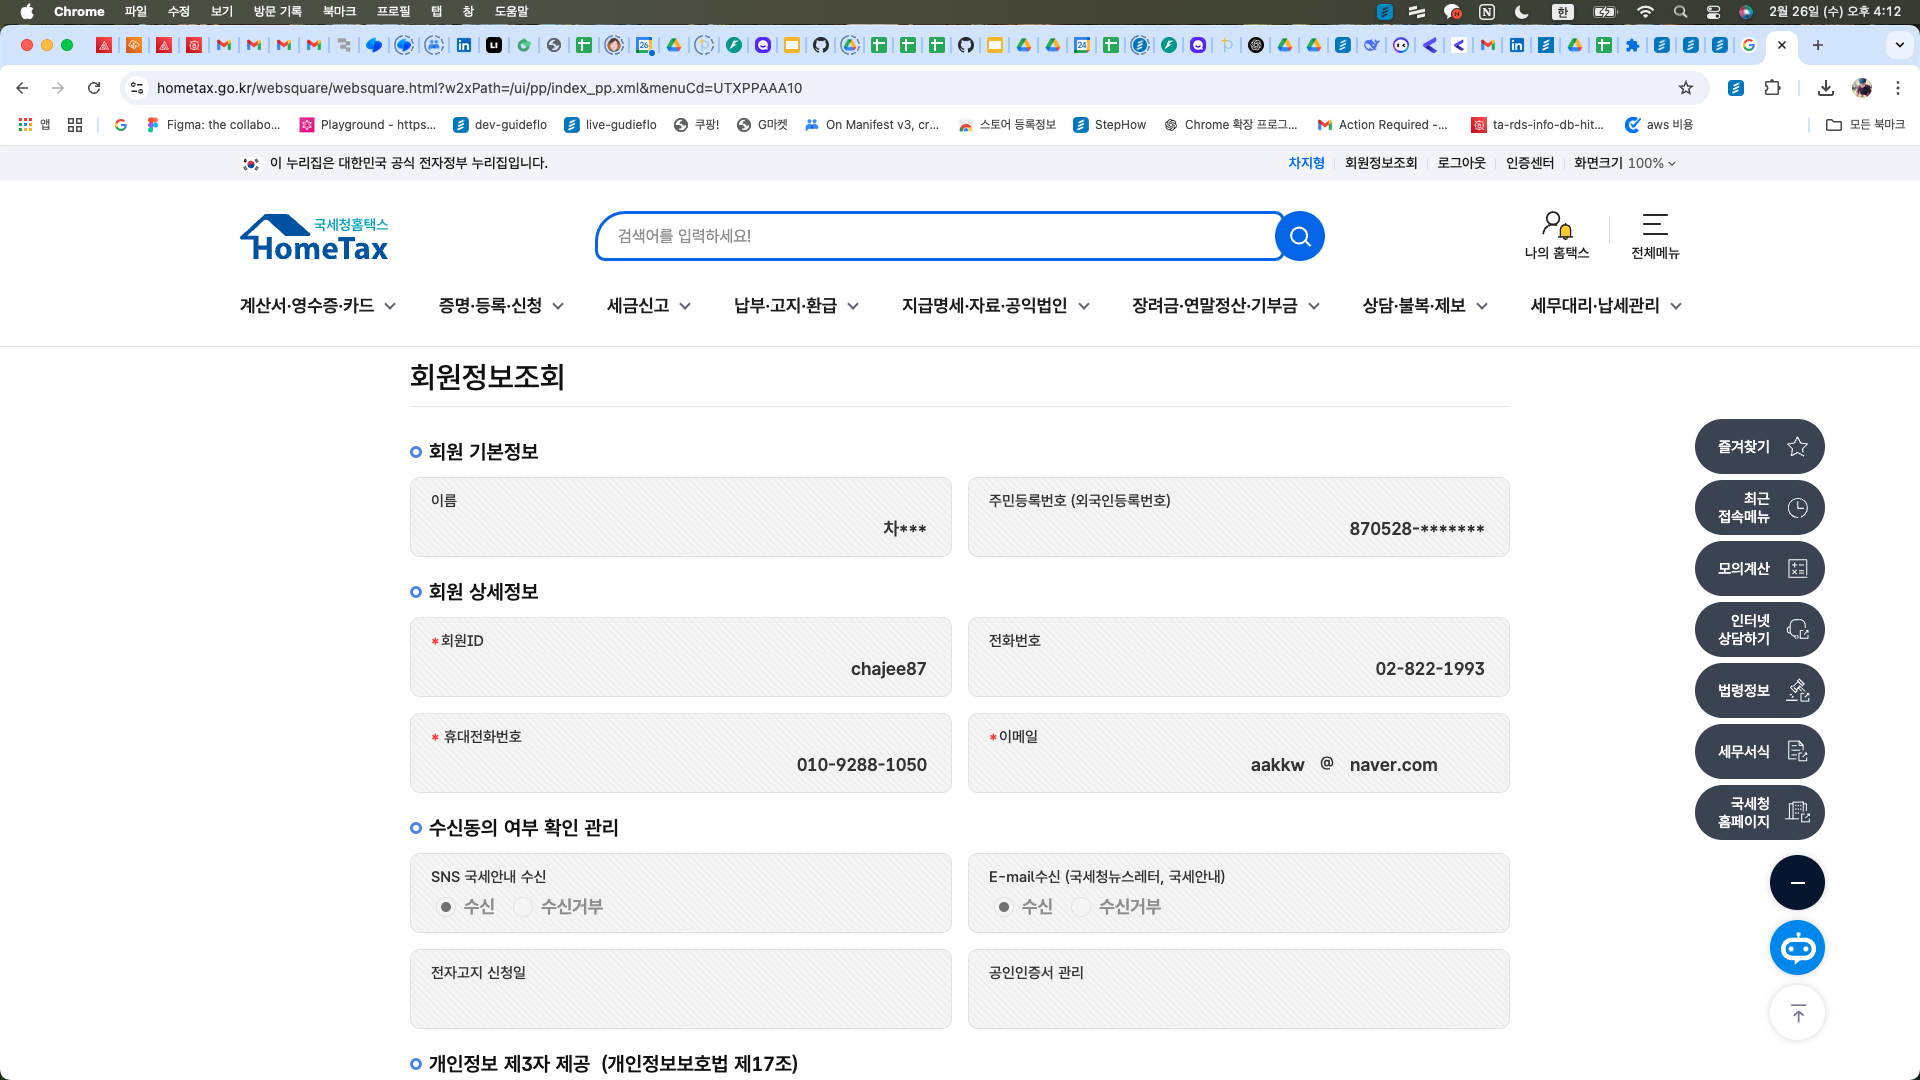 Chrome 파일 수정 보기 방문 기록 북마크 프로필 탭 창 도움말 한 2월 26일 (수) 오후 4:12
hometax.go.kr/websquare/websquare.html?w2xPath=/ui/pp/index_pp.xml&menuCd=UTXPPAAA10
앱 Figma: the collabo... Playground - https... dev-guideflo live-gudieflo 쿠팡! G마켓 On Manifest v3, cr... 스토어 등록정보 StepHow Chrome 확장 프로그... Action Required -... ta-rds-info-db-hit... aws 비용 모든 북마크
이 누리집은 대한민국 공식 전자정부 누리집입니다. 차지형 회원정보조회 로그아웃 인증센터 화면크기 100%
국세청홈택스
HomeTax
검색어를 입력하세요!
나의 홈택스 전체메뉴
계산서·영수증·카드 증명·등록·신청 세금신고 납부·고지·환급 지급명세·자료·공익법인 장려금·연말정산·기부금 상담·불복·제보 세무대리·납세관리
회원정보조회
회원 기본정보
이름 주민등록번호 (외국인등록번호)
차*** 870528-*******
회원 상세정보
*회원ID 전화번호
chajee87 02-822-1993
* 휴대전화번호 *이메일
010-9288-1050 aakkw @ naver.com
수신동의 여부 확인 관리
SNS 국세안내 수신 E-mail수신 (국세청뉴스레터, 국세안내)
수신 수신거부 수신 수신거부
전자고지 신청일 공인인증서 관리
개인정보 제3자 제공 (개인정보보호법 제17조)
즐겨찾기
최근
접속메뉴
모의계산
인터넷
상담하기
법령정보
세무서식
국세청
홈페이지